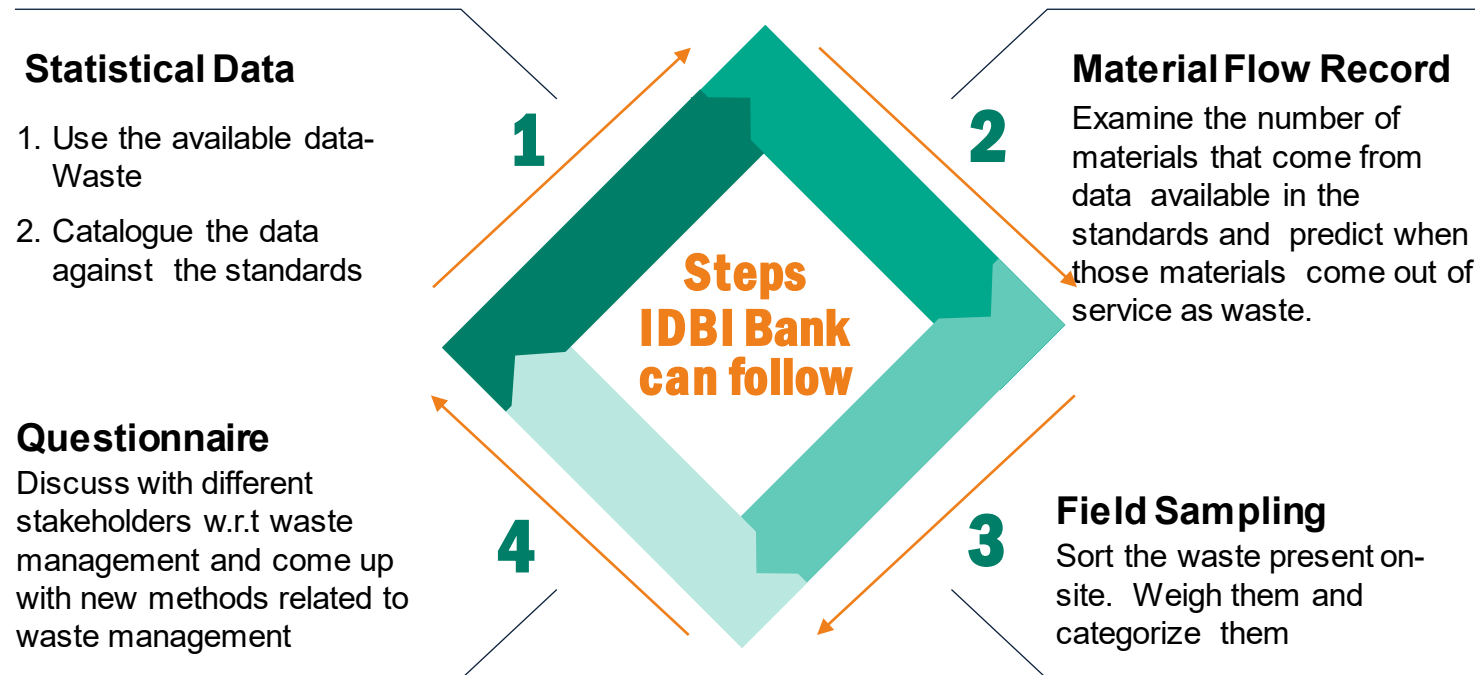 Statistical Data
1. Use the available data-
Waste
2. Catalogue the data
against the standards
1
2
Material Flow Record
Examine the number of
materials that come from
data available in the
standards and predict when
those materials come out of
service as waste.
Steps
IDBI Bank
can follow
Questionnaire
Discuss with different
stakeholders w.r.t waste
management and come up
with new methods related to
waste management
4
3
Field Sampling
Sort the waste present on-
site. Weigh them and
categorize them